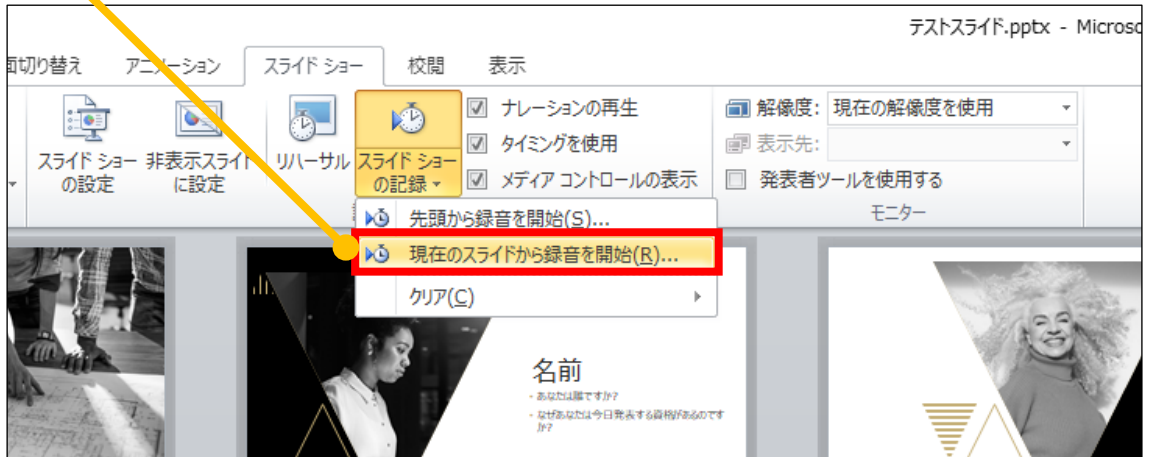 テストスライド.pptx - Microso
面切り替え アニメーション スライド ショー 校閲 表示
スライド ショー
の設定
非表示スライド
に設定
リハーサル
スライド ショー
の記録
ナレーションの再生
タイミングを使用
メディア コントロールの表示
解像度: 現在の解像度を使用
表示先:
発表者ツールを使用する
モニター
先頭から録音を開始(S)...
現在のスライドから録音を開始(R)...
クリア(C)
名前
・あなたは誰ですか?
・なぜあなたは今日発表する資格があるのです
か?